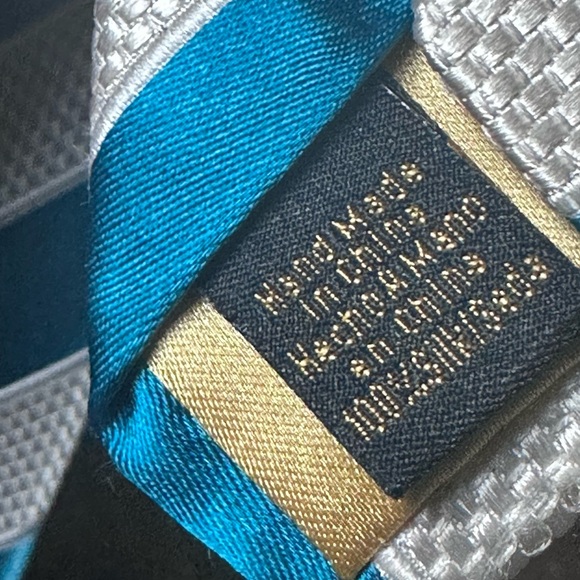 Hand Made
In China
Hecho A Mano
en China
100% Silk/Seda